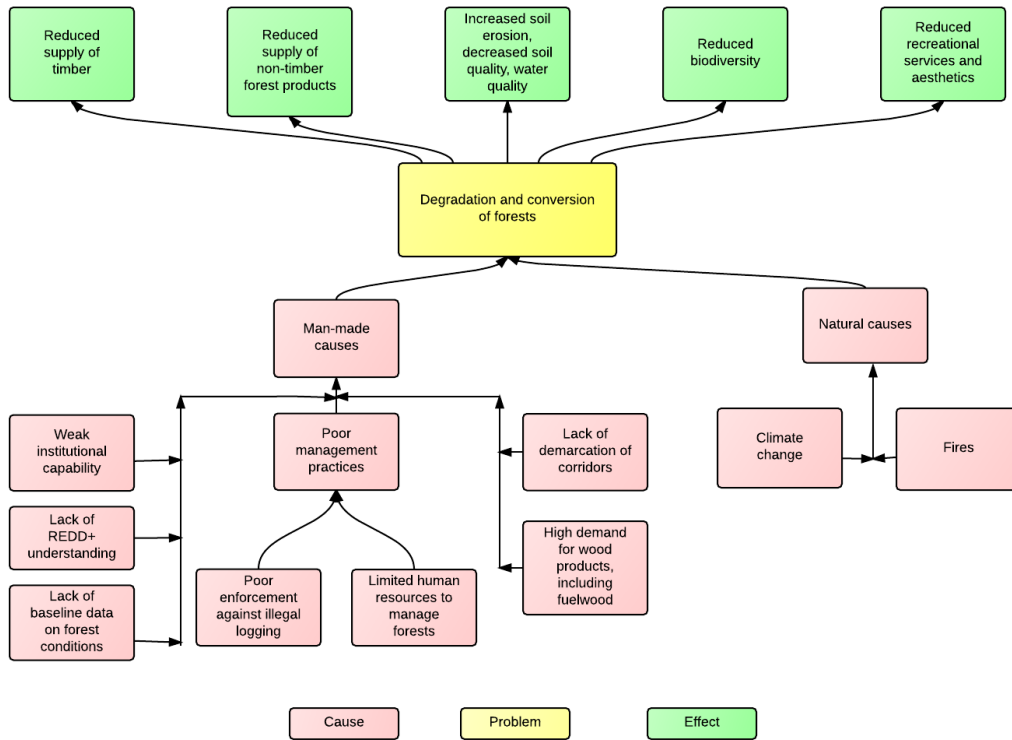 Reduced
supply of
timber
Reduced
supply of
non-timber
forest products
Increased soil
erosion,
decreased soil
quality, water
quality
Reduced
biodiversity
Reduced
recreational
services and
aesthetics
Degradation and conversion
of forests
Man-made
causes
Natural causes
Weak
institutional
capability
Poor
management
practices
Lack of
demarcation of
corridors
Climate
change
Fires
Lack of
REDD+
understanding
High demand
for wood
products,
including
fuelwood
Lack of
baseline data
on forest
conditions
Poor
enforcement
against illegal
logging
Limited human
resources to
manage
forests
Cause
Problem
Effect